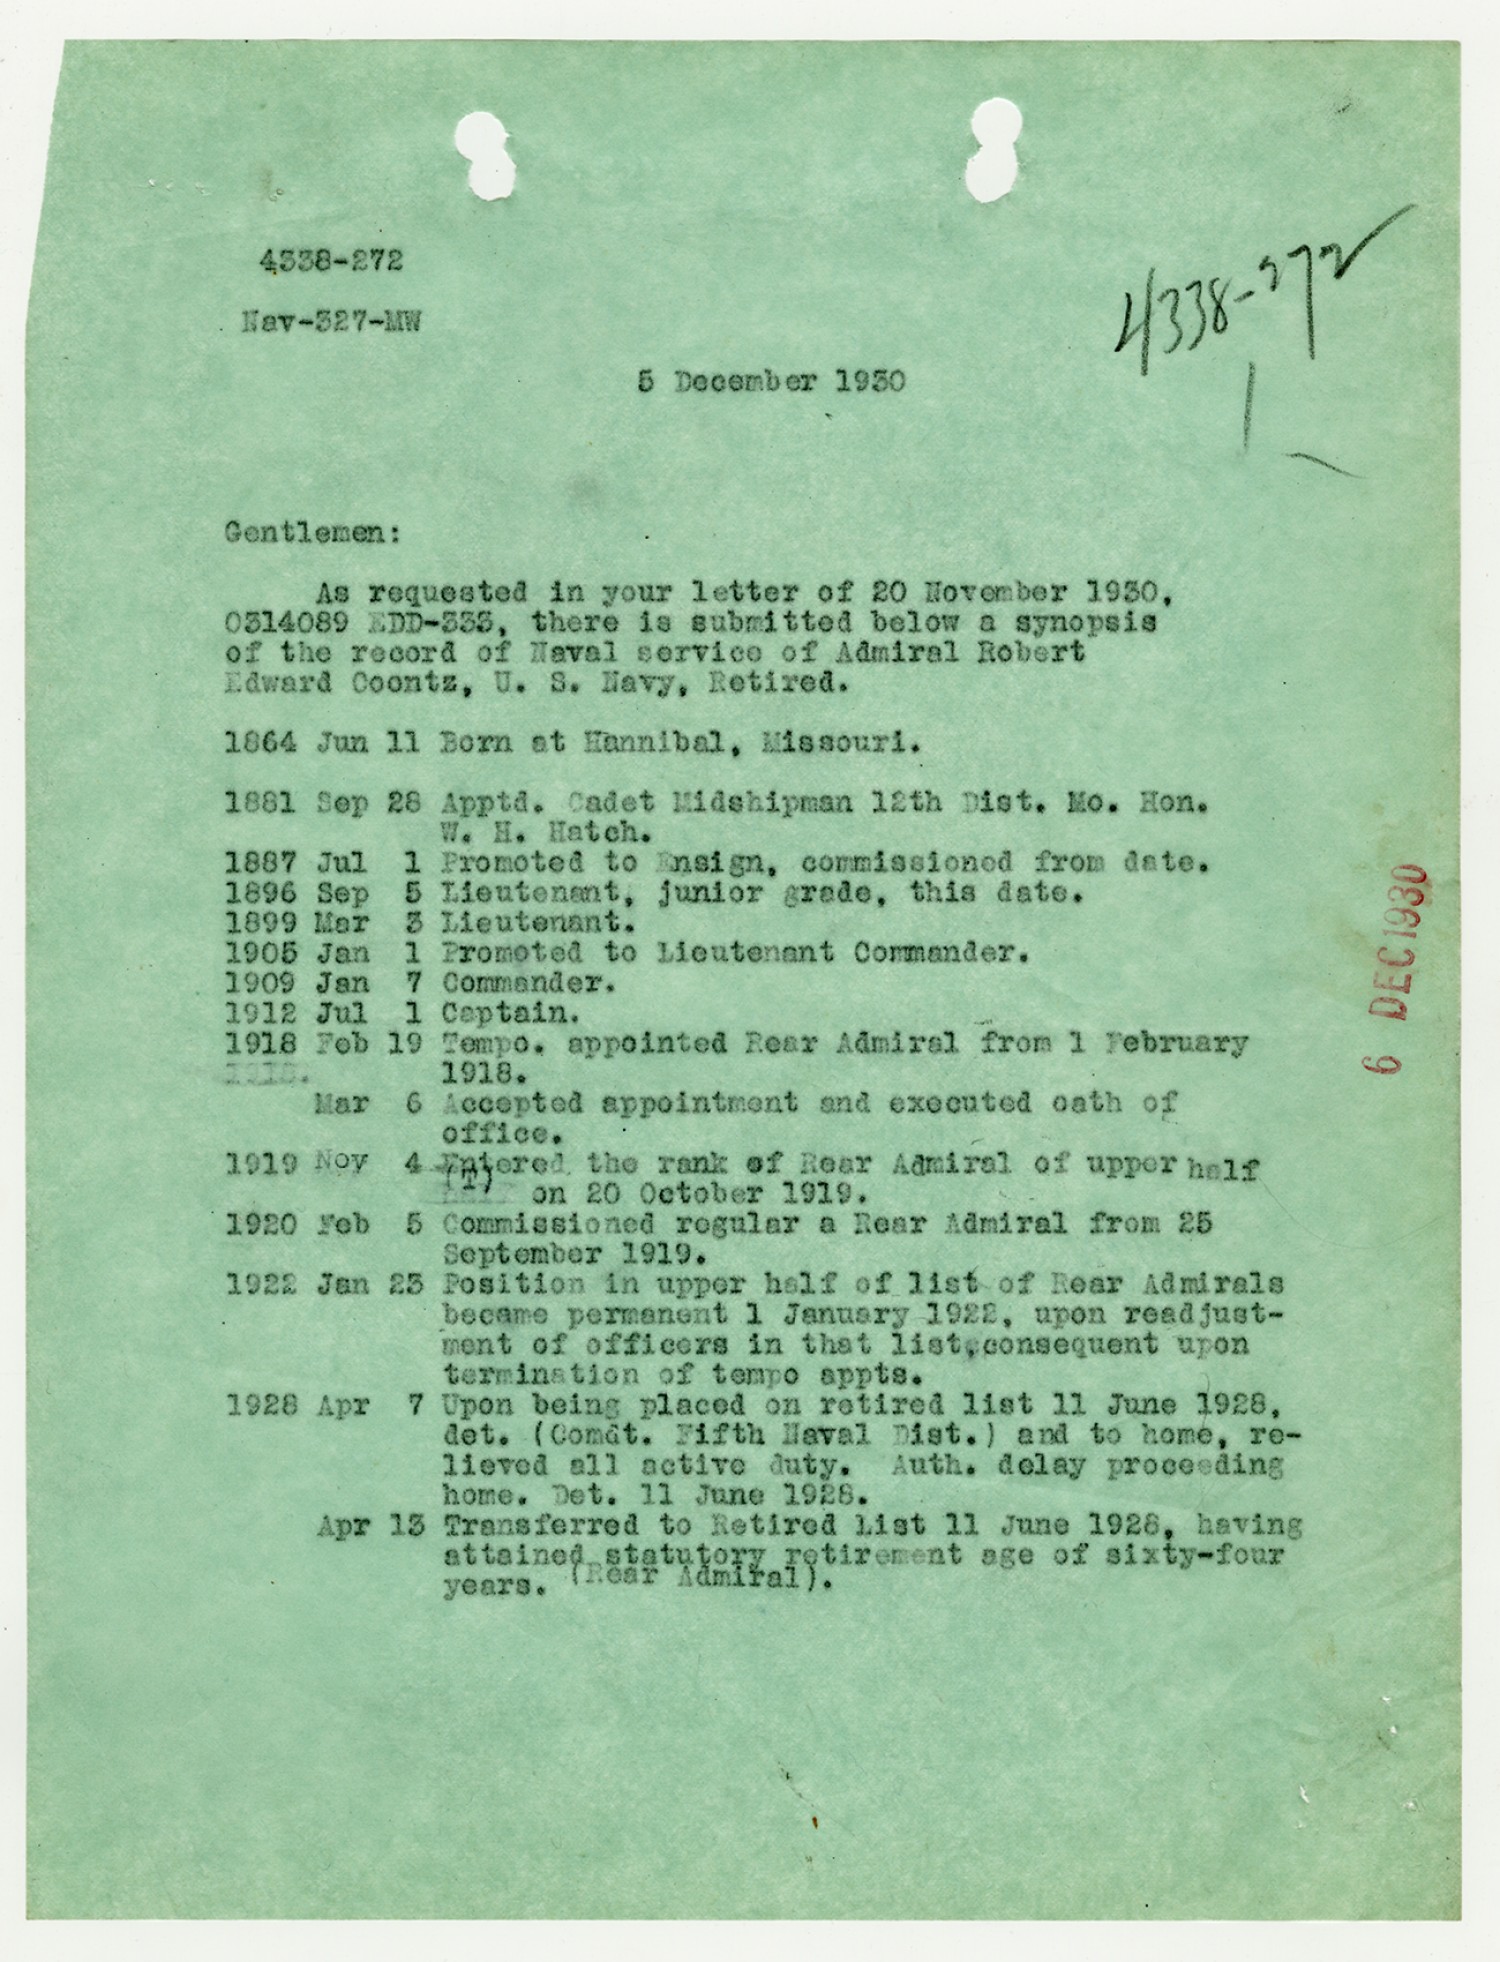 4338-272
4338-272
Nav-327-MW
5 December 1930
Gentlemen:
As requested in your letter of 20 November 1930,
0314089 EDD-333, there is submitted below a synopsis
of the record of Naval service of Admiral Robert
Edward Coontz, U. S. Navy, Retired.
1864 Jun 11 Born at Hannibal, Missouri.
1881 Sep 28 Apptd. Cadet Midshipman 12th Dist. Mo. Hon.
W. H. Hatch.
1887 Jul 1 Promoted to Ensign, commissioned from date.
1896 Sep 5 Lieutenant, junior grade, this date.
1899 Mar 3 Lieutenant.
1905 Jan 1 Promoted to Lieutenant Commander.
1909 Jan 7 Commander.
1912 Jul 1 Captain.
1918 Feb 19 Tempo. appointed Rear Admiral from 1 February
1918.
Mar 6 Accepted appointment and executed oath of
office.
1919 Nov 4 Entered the rank of Rear Admiral of upper half
(T) on 20 October 1919.
1920 Feb 5 Commissioned regular a Rear Admiral from 25
September 1919.
1922 Jan 23 Position in upper half of list of Rear Admirals
became permanent 1 January 1922, upon readjust-
ment of officers in that list,consequent upon
termination of tempo appts.
1928 Apr 7 Upon being placed on retired list 11 June 1928,
det. (Comdt. Fifth Naval Dist.) and to home, re-
lieved all active duty. Auth. delay proceeding
home. Det. 11 June 1928.
Apr 13 Transferred to Retired List 11 June 1928, having
attained statutory retirement age of sixty-four
years. (Rear Admiral).
6 DEC 1930